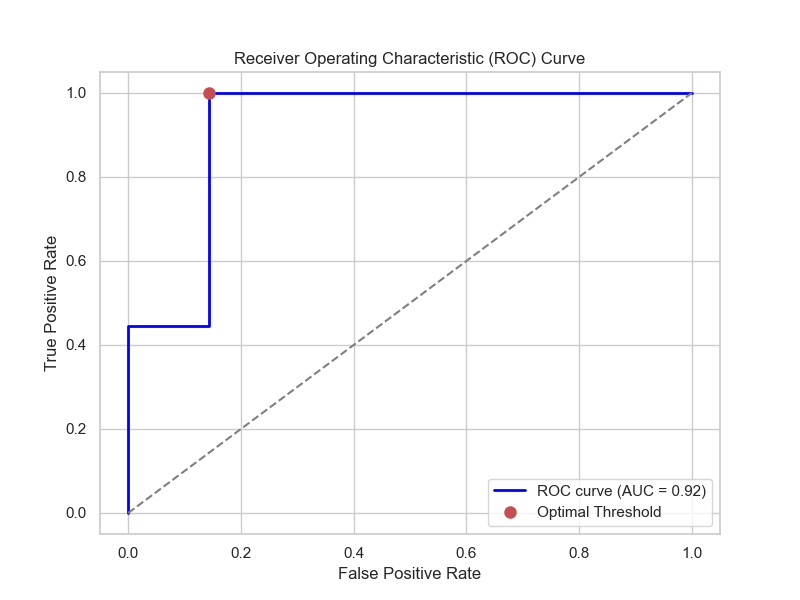 Receiver Operating Characteristic (ROC) Curve
True Positive Rate
1.0
0.8
0.6
0.4
0.2
0.0
0.0 0.2 0.4 0.6 0.8 1.0
False Positive Rate
ROC curve (AUC = 0.92)
Optimal Threshold